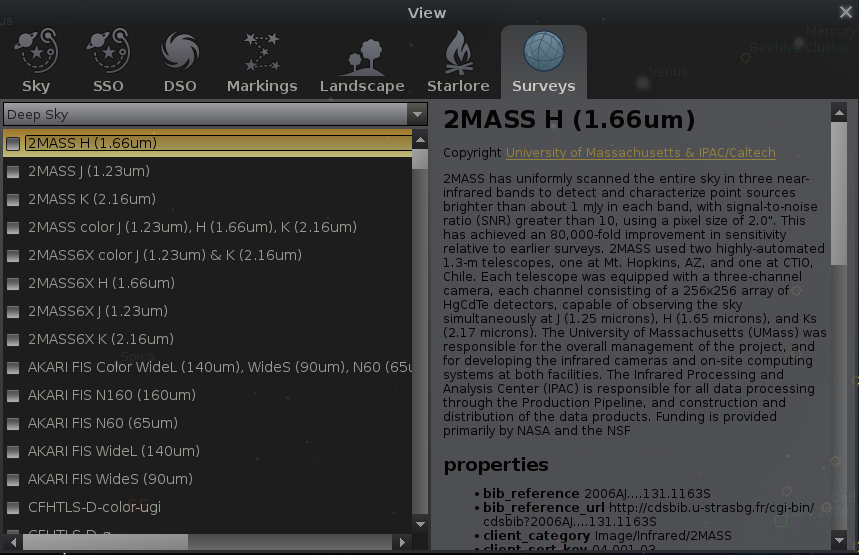 View
Mercury
Beehive Cluster
Venus
Sky
SSO
DSO
Markings
Landscape
Starlore
Surveys
Deep Sky
2MASS H (1.66um)
2MASS J (1.23um)
2MASS K (2.16um)
2MASS color J (1.23um), H (1.66um), K (2.16um)
2MASS6X color J (1.23um) & K (2.16um)
2MASS6X H (1.66um)
2MASS6X J (1.23um)
2MASS6X K (2.16um)
Spica
AKARI FIS Color WideL (140um), WideS (90um), N60 (65u
AKARI FIS N160 (160um)
AKARI FIS N60 (65um)
AKARI FIS WideL (140um)
AKARI FIS WideS (90um)
CFHTLS-D-color-ugi
2MASS H (1.66um)
Copyright University of Massachusetts & IPAC/Caltech
2MASS has uniformly scanned the entire sky in three near-
infrared bands to detect and characterize point sources
brighter than about 1 mJy in each band, with signal-to-noise
ratio (SNR) greater than 10, using a pixel size of 2.0". This
has achieved an 80,000-fold improvement in sensitivity
relative to earlier surveys. 2MASS used two highly-automated
1.3-m telescopes, one at Mt. Hopkins, AZ, and one at CTIO,
Chile. Each telescope was equipped with a three-channel
camera, each channel consisting of a 256x256 array of
HgCdTe detectors, capable of observing the sky
simultaneously at J (1.25 microns), H (1.65 microns), and Ks
(2.17 microns). The University of Massachusetts (UMass) was
responsible for the overall management of the project, and
for developing the infrared cameras and on-site computing
systems at both facilities. The Infrared Processing and
Analysis Center (IPAC) is responsible for all data processing
through the Production Pipeline, and construction and
distribution of the data products. Funding is provided
primarily by NASA and the NSF
properties
• bib_reference 2006AJ....131.1163S
• bib_reference_url http://cdsbib.u-strasbg.fr/cgi-bin/
cdsbib?2006AJ....131.1163S
• client_category Image/Infrared/2MASS
• client_sort_key 04-001-03